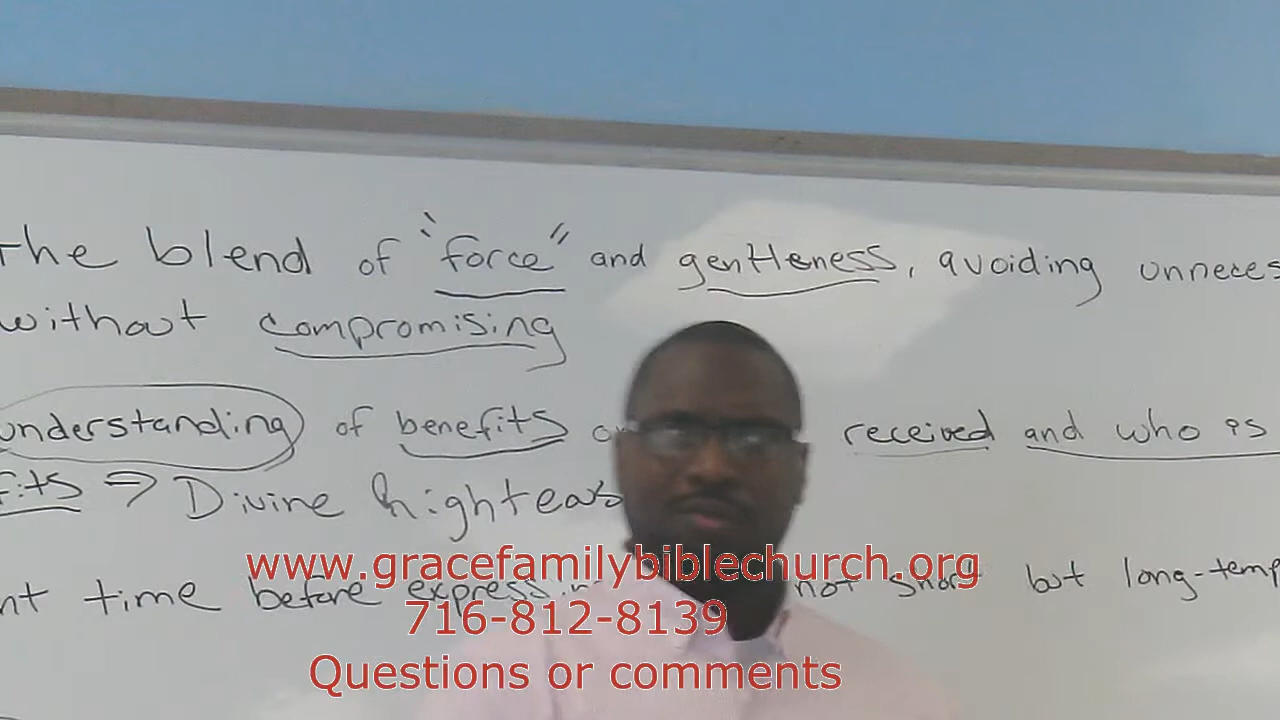 the blend of "force" and gentleness, avoiding unneces
without compromising
understanding of benefits received and who is
fits ⇒ Divine Righteous
nt time before expressin not short but long-temp
www.gracefamilybiblechurch.org
716-812-8139
Questions or comments